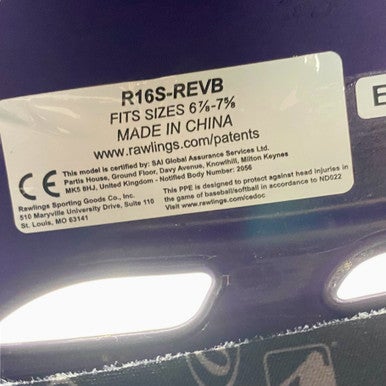 R16S-REVB
FITS SIZES 6⅞-7⅝
MADE IN CHINA
www.rawlings.com/patents
CE
This model is certified by: SAI Global Assurance Services Ltd.
Partis House, Ground Floor, Davy Avenue, Knowlhill, Milton Keynes
MK5 8HJ, United Kingdom - Notified Body Number: 2056
Rawlings Sporting Goods Co., Inc.
510 Maryville University Drive, Suite 110
St. Louis, MO 63141
This PPE is designed to protect against head injuries in
the game of baseball/softball in accordance to ND022
Visit www.rawlings.com/cedoc
E